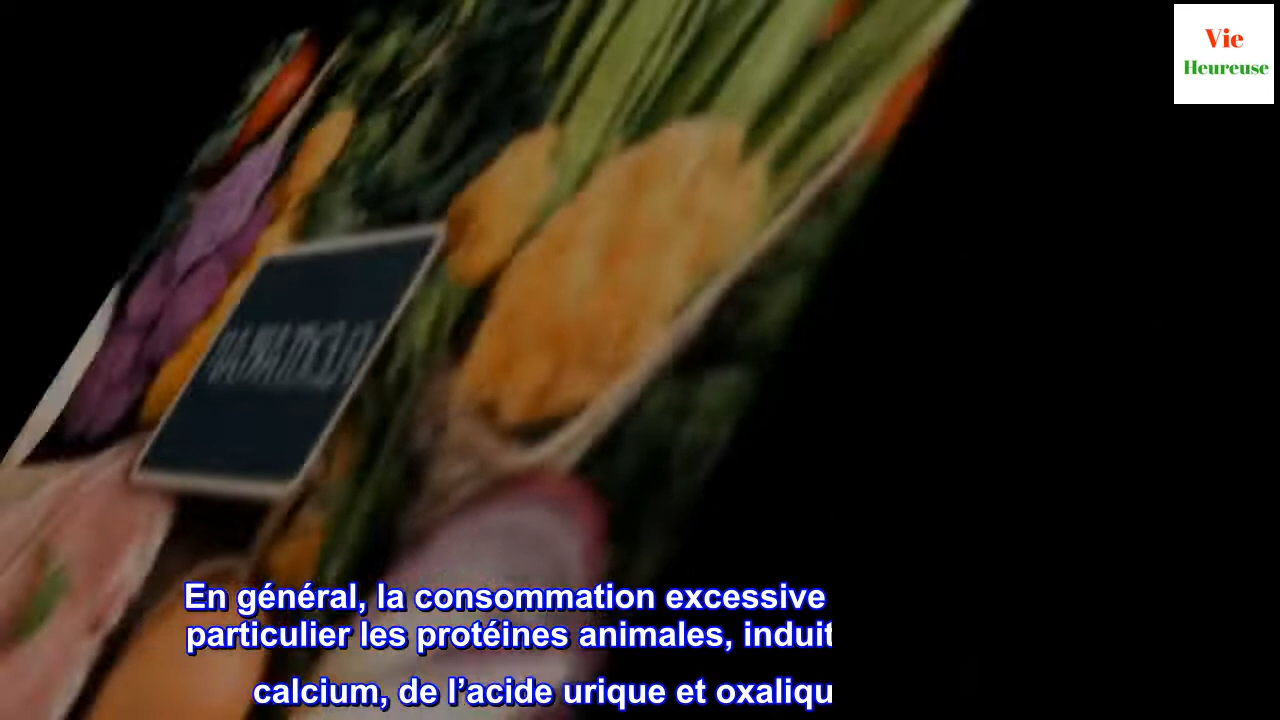 Vie
Heureuse
En général, la consommation excessive
particulier les protéines animales, induit
calcium, de l’acide urique et oxaliqu